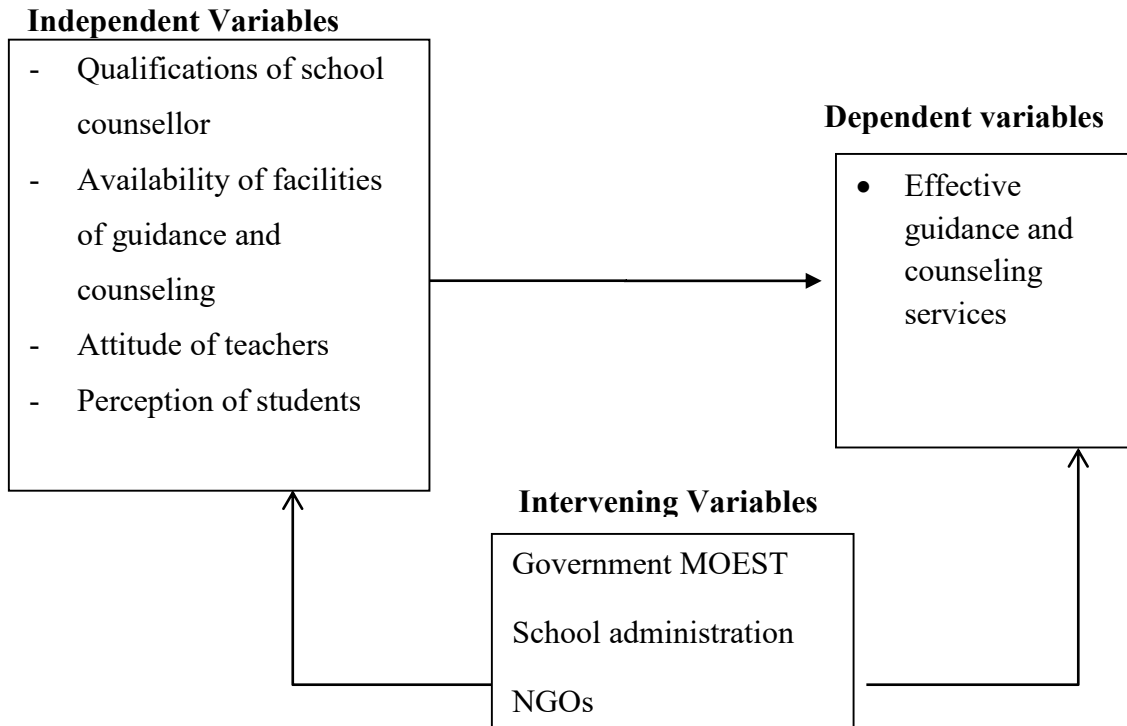 Independent Variables
- Qualifications of school
counsellor
- Availability of facilities
of guidance and
counseling
- Attitude of teachers
- Perception of students
Dependent variables
• Effective
guidance and
counseling
services
Intervening Variables
Government MOEST
School administration
NGOs